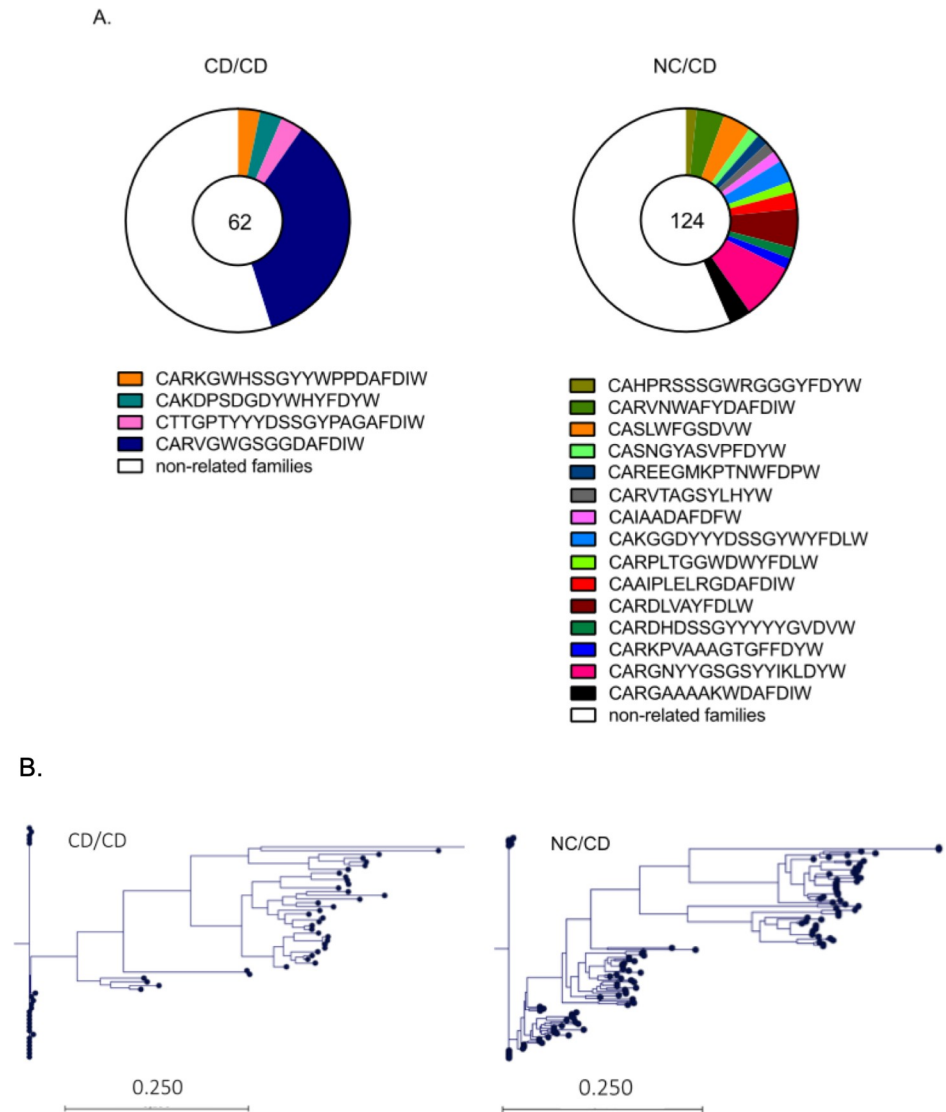 A.
CD/CD
NC/CD
62
124
CARKGWHSSGYYWPPDAFDIW
CAKDPSDGDYWHYFDYW
CTTGPTYYYDSSGYPAGAFDIW
CARVGWGSGGDAFDIW
non-related families
CAHPRSSSGWRGGGYFDYW
CARVNWAFYDAFDIW
CASLWFGSDVW
CASNGYASVPFDYW
CAREEGMKPTNWFDPW
CARVTAGSYLHYW
CAIAADAFDFW
CAKGGDYYYDSSGYWYFDLW
CARPLTGGWDWYFDLW
CAAIPLELRGDAFDIW
CARDLVAYFDLW
CARDHDSSGYYYYYGVDVW
CARKPVAAAGTGFFDYW
CARGNYYGSGSYYIKLDYW
CARGAAAAKWDAFDIW
non-related families
B.
CD/CD
NC/CD
0.250
0.250